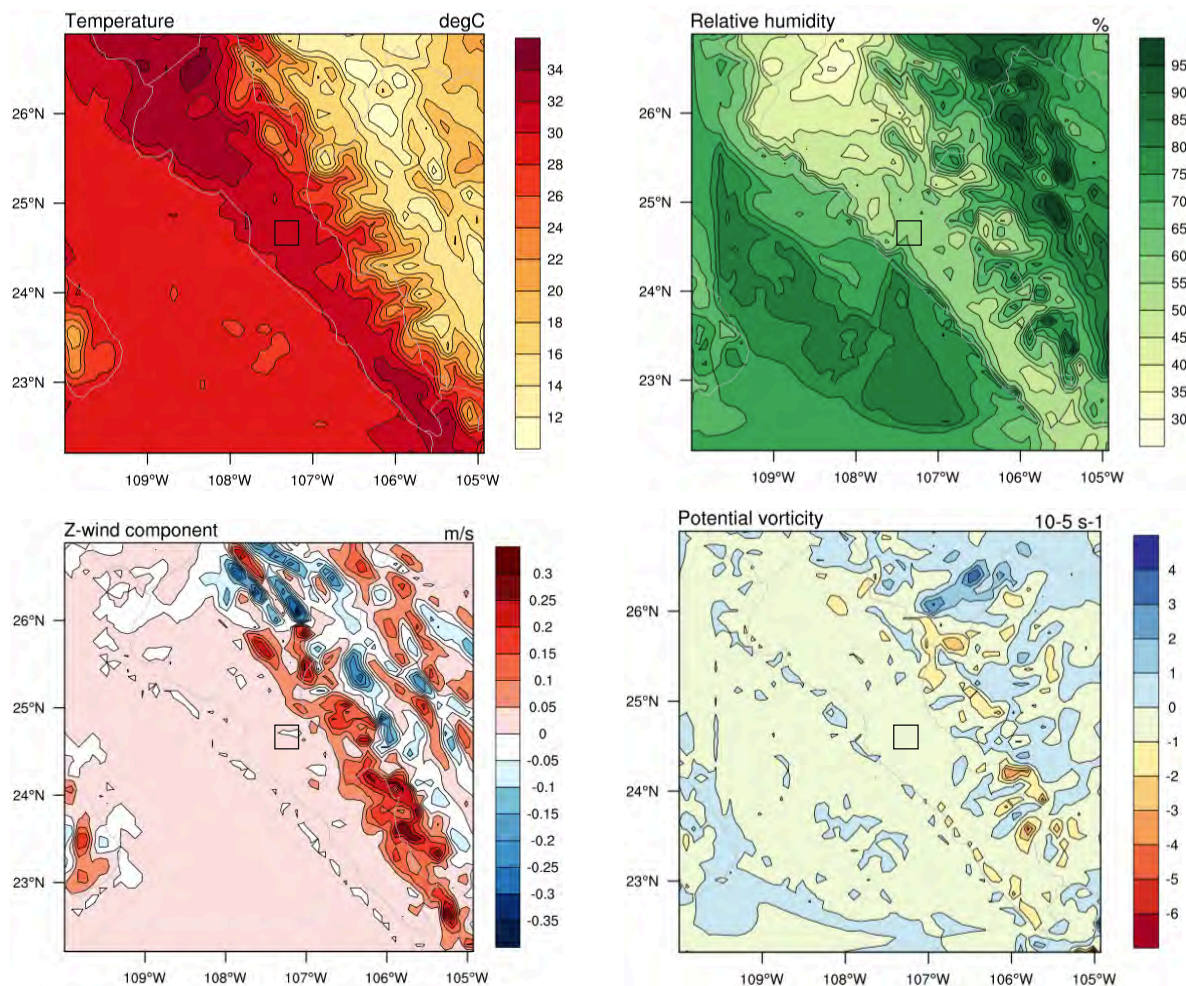 Temperature degC
34
32
30
28
26
24
22
20
18
16
14
12
26°N
25°N
24°N
23°N
109°W 108°W 107°W 106°W 105°W
Relative humidity %
95
90
85
80
75
70
65
60
55
50
45
40
35
30
26°N
25°N
24°N
23°N
109°W 108°W 107°W 106°W 105°W
Z-wind component m/s
0.3
0.25
0.2
0.15
0.1
0.05
0
-0.05
-0.1
-0.15
-0.2
-0.25
-0.3
-0.35
26°N
25°N
24°N
23°N
109°W 108°W 107°W 106°W 105°W
Potential vorticity 10-5 s-1
4
3
2
1
0
-1
-2
-3
-4
-5
-6
26°N
25°N
24°N
23°N
109°W 108°W 107°W 106°W 105°W